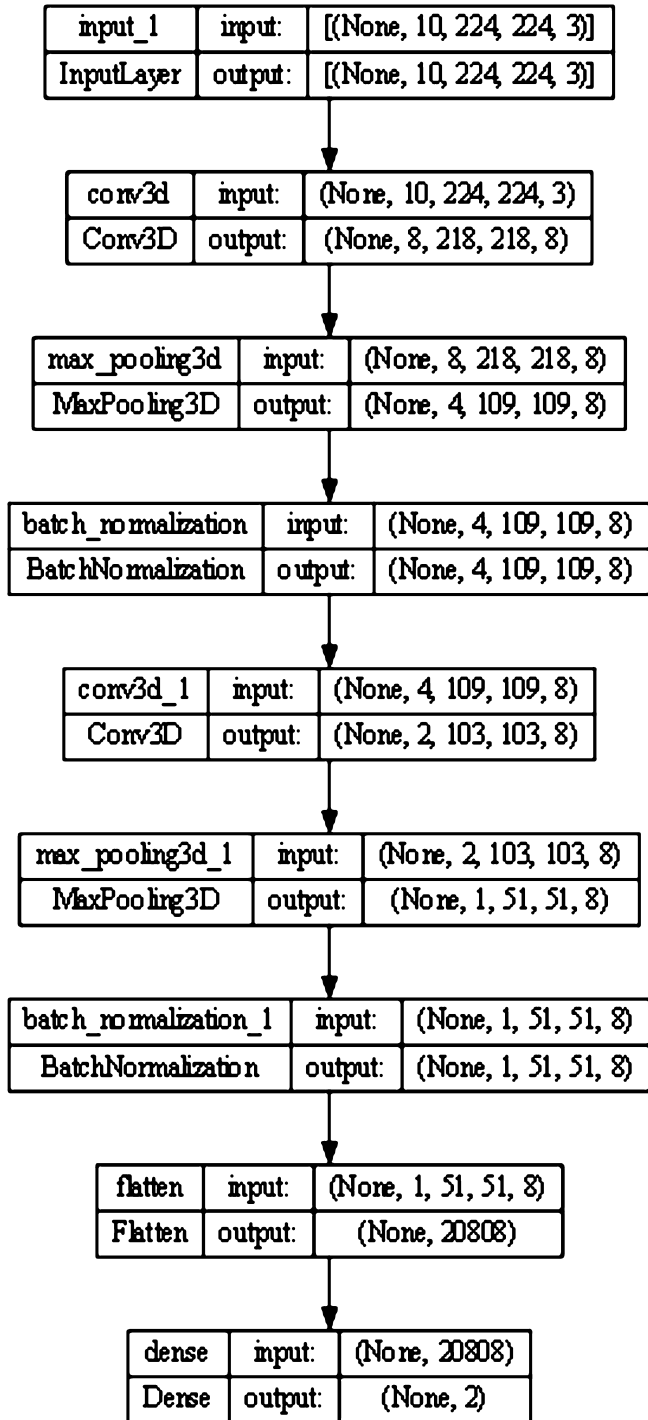 input_1 input: [(None, 10, 224, 224, 3)]
InputLayer output: [(None, 10, 224, 224, 3)]
conv3d input: (None, 10, 224, 224, 3)
Conv3D output: (None, 8, 218, 218, 8)
max_pooling3d input: (None, 8, 218, 218, 8)
MaxPooling3D output: (None, 4, 109, 109, 8)
batch_normalization input: (None, 4, 109, 109, 8)
BatchNormalization output: (None, 4, 109, 109, 8)
conv3d_1 input: (None, 4, 109, 109, 8)
Conv3D output: (None, 2, 103, 103, 8)
max_pooling3d_1 input: (None, 2, 103, 103, 8)
MaxPooling3D output: (None, 1, 51, 51, 8)
batch_normalization_1 input: (None, 1, 51, 51, 8)
BatchNormalization output: (None, 1, 51, 51, 8)
flatten input: (None, 1, 51, 51, 8)
Flatten output: (None, 20808)
dense input: (None, 20808)
Dense output: (None, 2)